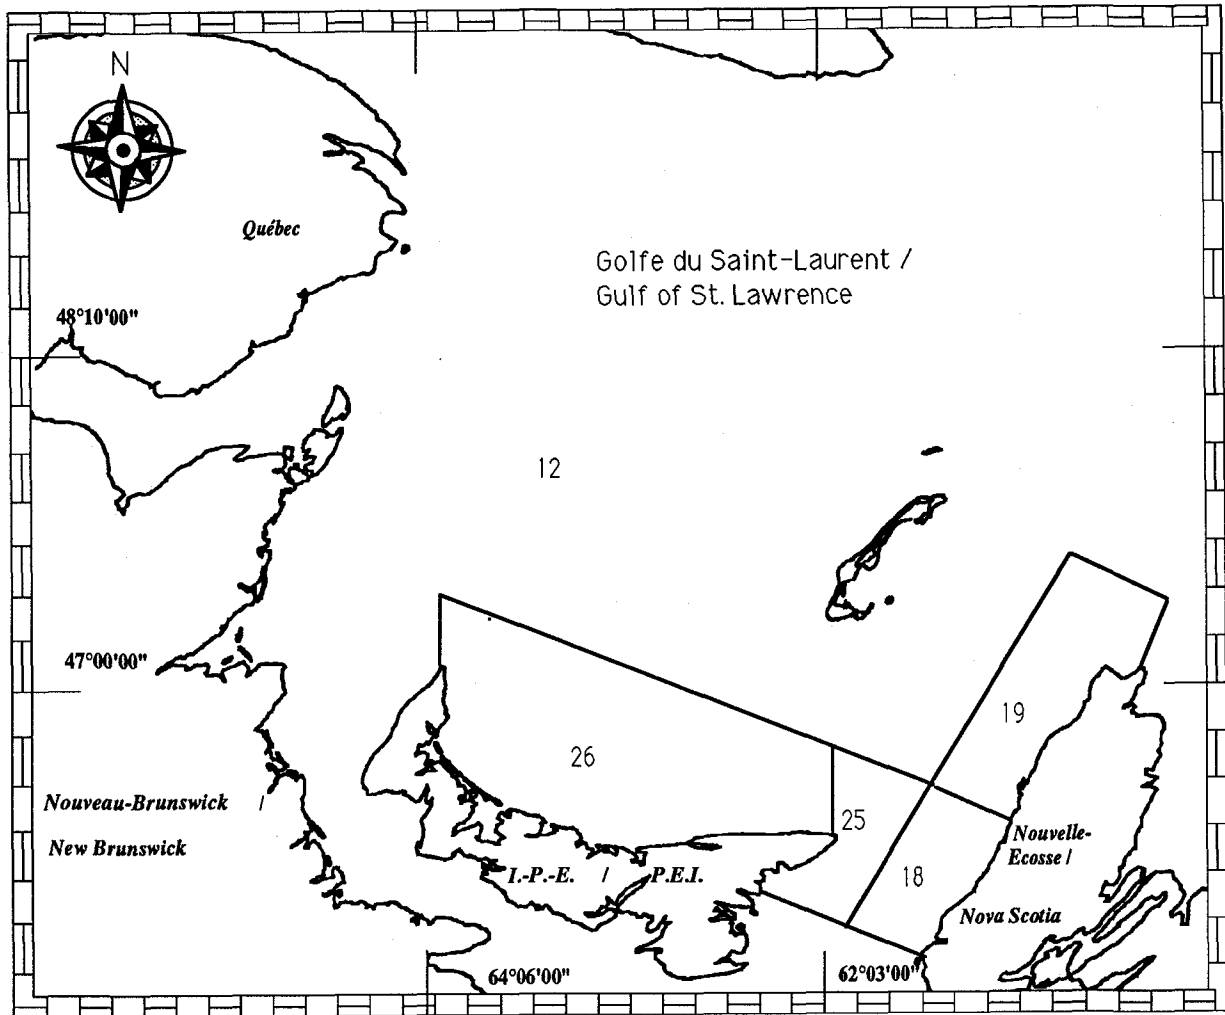 N
Québec
Golfe du Saint-Laurent /
Gulf of St. Lawrence
48°10'00"
12
47°00'00"
19
26
Nouveau-Brunswick /
25
New Brunswick
Nouvelle-
Ecosse /
I.-P.-E. / P.E.I.
18
Nova Scotia
64°06'00"
62°03'00"